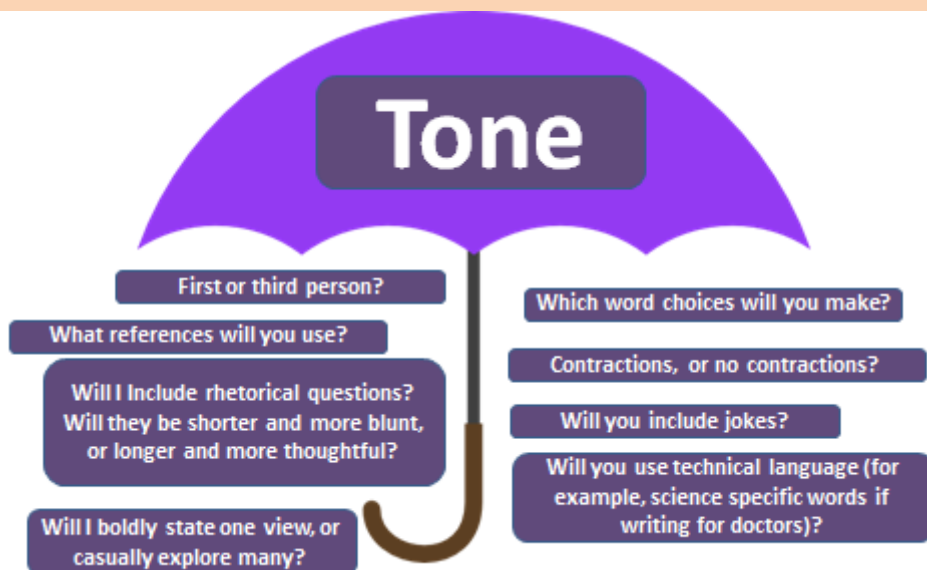 Tone
First or third person?
What references will you use?
Will I Include rhetorical questions?
Will they be shorter and more blunt,
or longer and more thoughtful?
Will I boldly state one view, or
casually explore many?
Which word choices will you make?
Contractions, or no contractions?
Will you include jokes?
Will you use technical language (for
example, science specific words if
writing for doctors)?